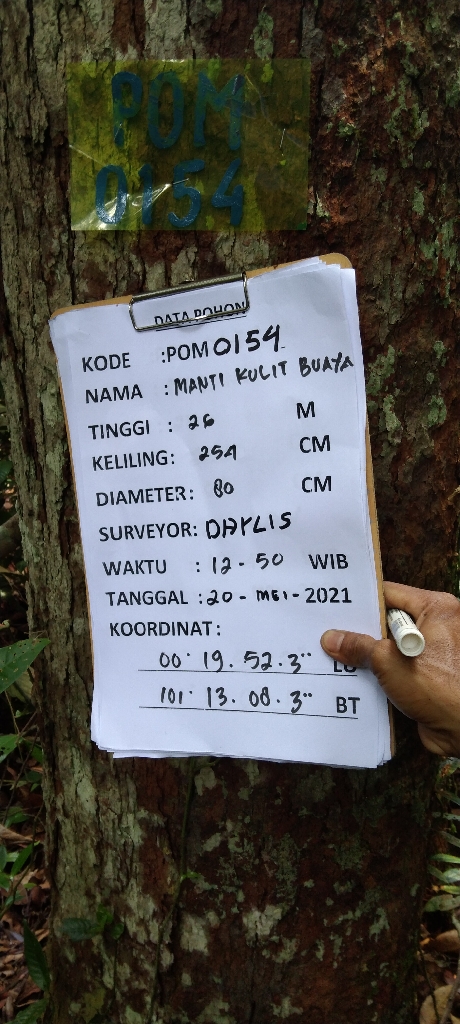 POM
0154
DATA POHON
KODE :POM 0154
NAMA : MANTI KULIT BUAYA
TINGGI : 26 M
KELILING: 254 CM
DIAMETER: 80 CM
SURVEYOR: DAYLIS
WAKTU : 12-50 WIB
TANGGAL :20-MEI-2021
KOORDINAT:
00° 19. 52. 3" LU
101° 13. 08. 3" BT